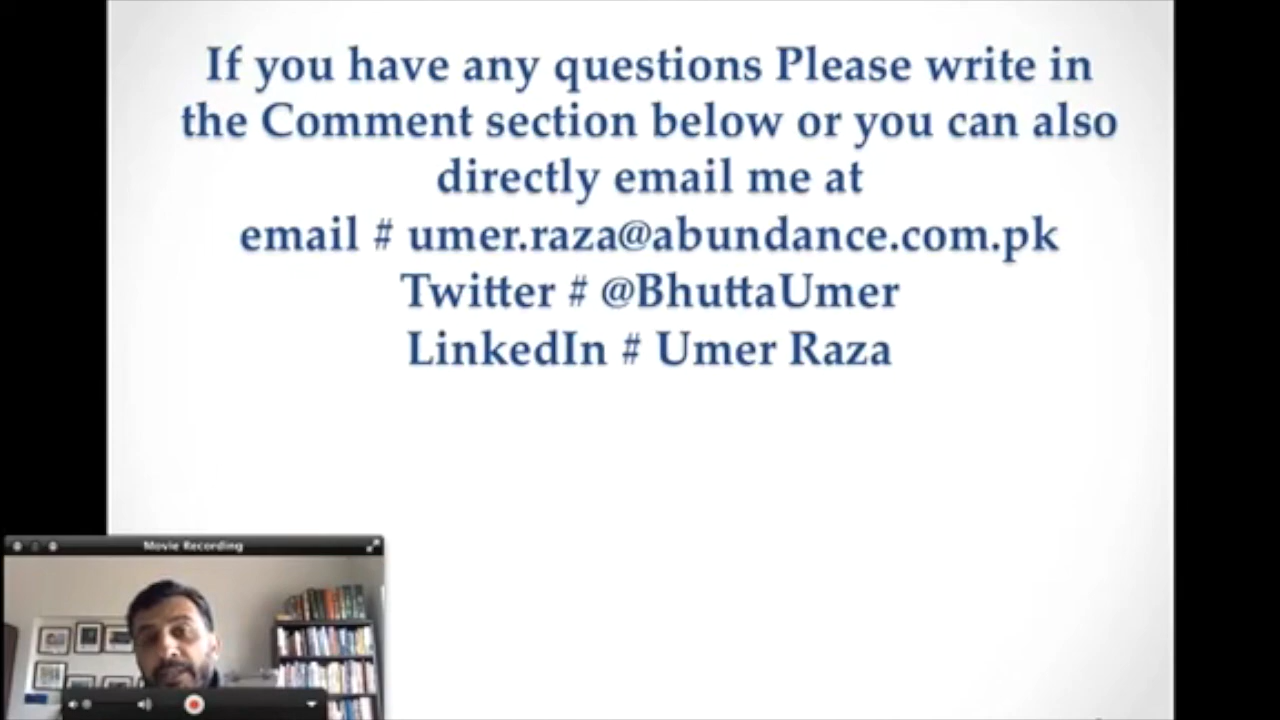 If you have any questions Please write in
the Comment section below or you can also
directly email me at
email # umer.raza@abundance.com.pk
Twitter # @BhuttaUmer
LinkedIn # Umer Raza
Movie Recording